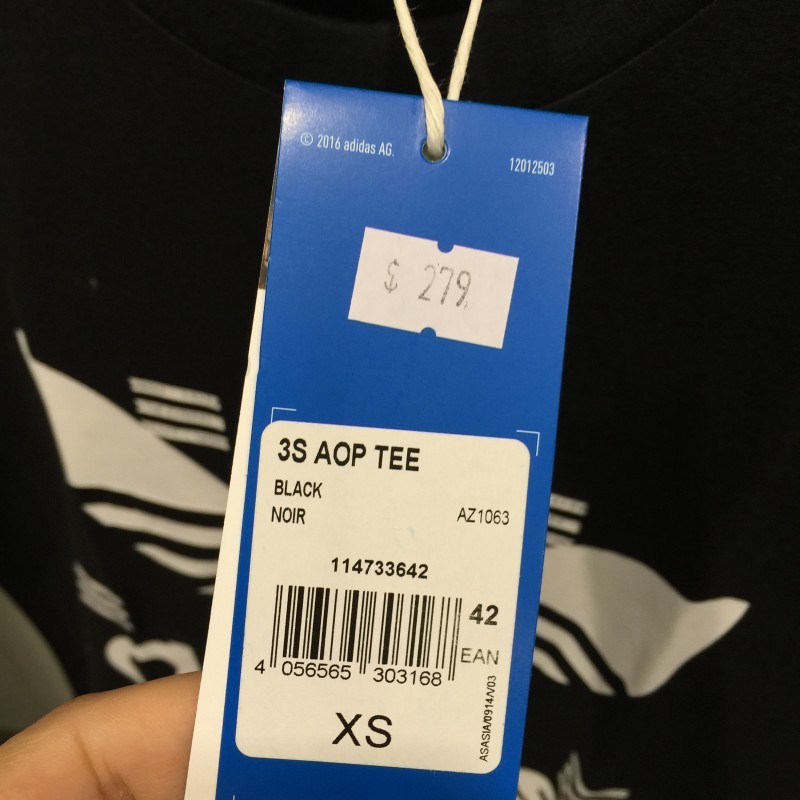 © 2016 adidas AG.
12012503
$ 279
3S AOP TEE
BLACK
NOIR
AZ1063
114733642
42
EAN
4 056565 303168
XS
ASASIA/0914/V03